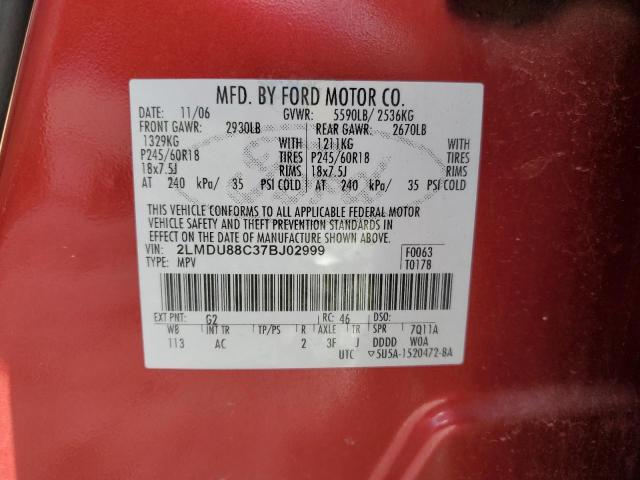 MFD. BY FORD MOTOR CO.
DATE: 11/06 GVWR: 5590LB/ 2536KG
FRONT GAWR: 2930LB REAR GAWR: 2670LB
1329KG WITH 1211KG WITH
P245/60R18 TIRES P245/60R18 TIRES
18x7.5J RIMS 18x7.5J RIMS
AT 240 kPa/ 35 PSI COLD AT 240 kPa/ 35 PSI COLD
THIS VEHICLE CONFORMS TO ALL APPLICABLE FEDERAL MOTOR
VEHICLE SAFETY AND THEFT PREVENTION STANDARDS IN
EFFECT ON THE DATE OF MANUFACTURE SHOWN ABOVE.
VIN: 2LMDU88C37BJ02999 F0063
TYPE: MPV T0178
EXT PNT: G2 RC: 46 DSO:
WB INT TR TP/PS R AXLE TR SPR 7Q11A
113 AC 2 3F J DDDD W0A
UTC ▽5U5A-1520472-BA